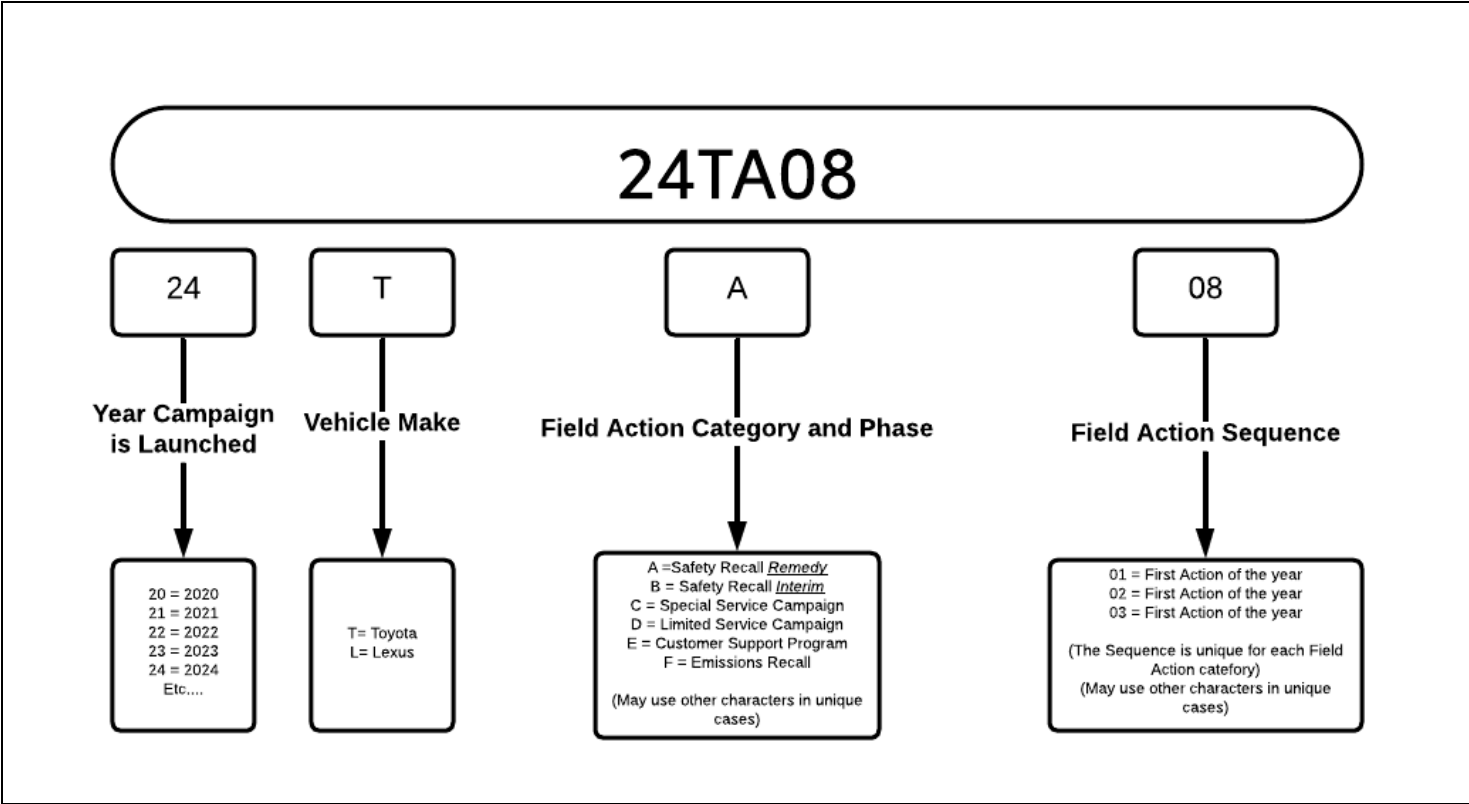 24TA08
24
T
A
08
Year Campaign
is Launched
Vehicle Make
Field Action Category and Phase
Field Action Sequence
20 = 2020
21 = 2021
22 = 2022
23 = 2023
24 = 2024
Etc....
T= Toyota
L= Lexus
A =Safety Recall Remedy
B = Safety Recall Interim
C = Special Service Campaign
D = Limited Service Campaign
E = Customer Support Program
F = Emissions Recall
(May use other characters in unique
cases)
01 = First Action of the year
02 = First Action of the year
03 = First Action of the year
(The Sequence is unique for each Field
Action catefory)
(May use other characters in unique
cases)